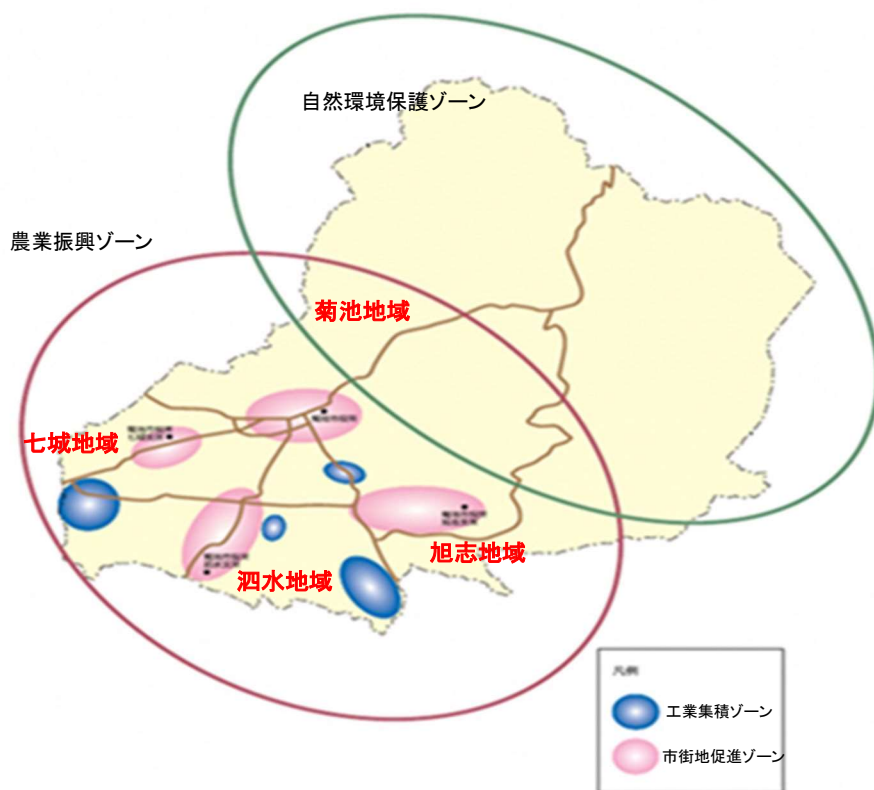 自然環境保護ゾーン
農業振興ゾーン
菊池地域
七城地域
旭志地域
泗水地域
凡例
工業集積ゾーン
市街地促進ゾーン